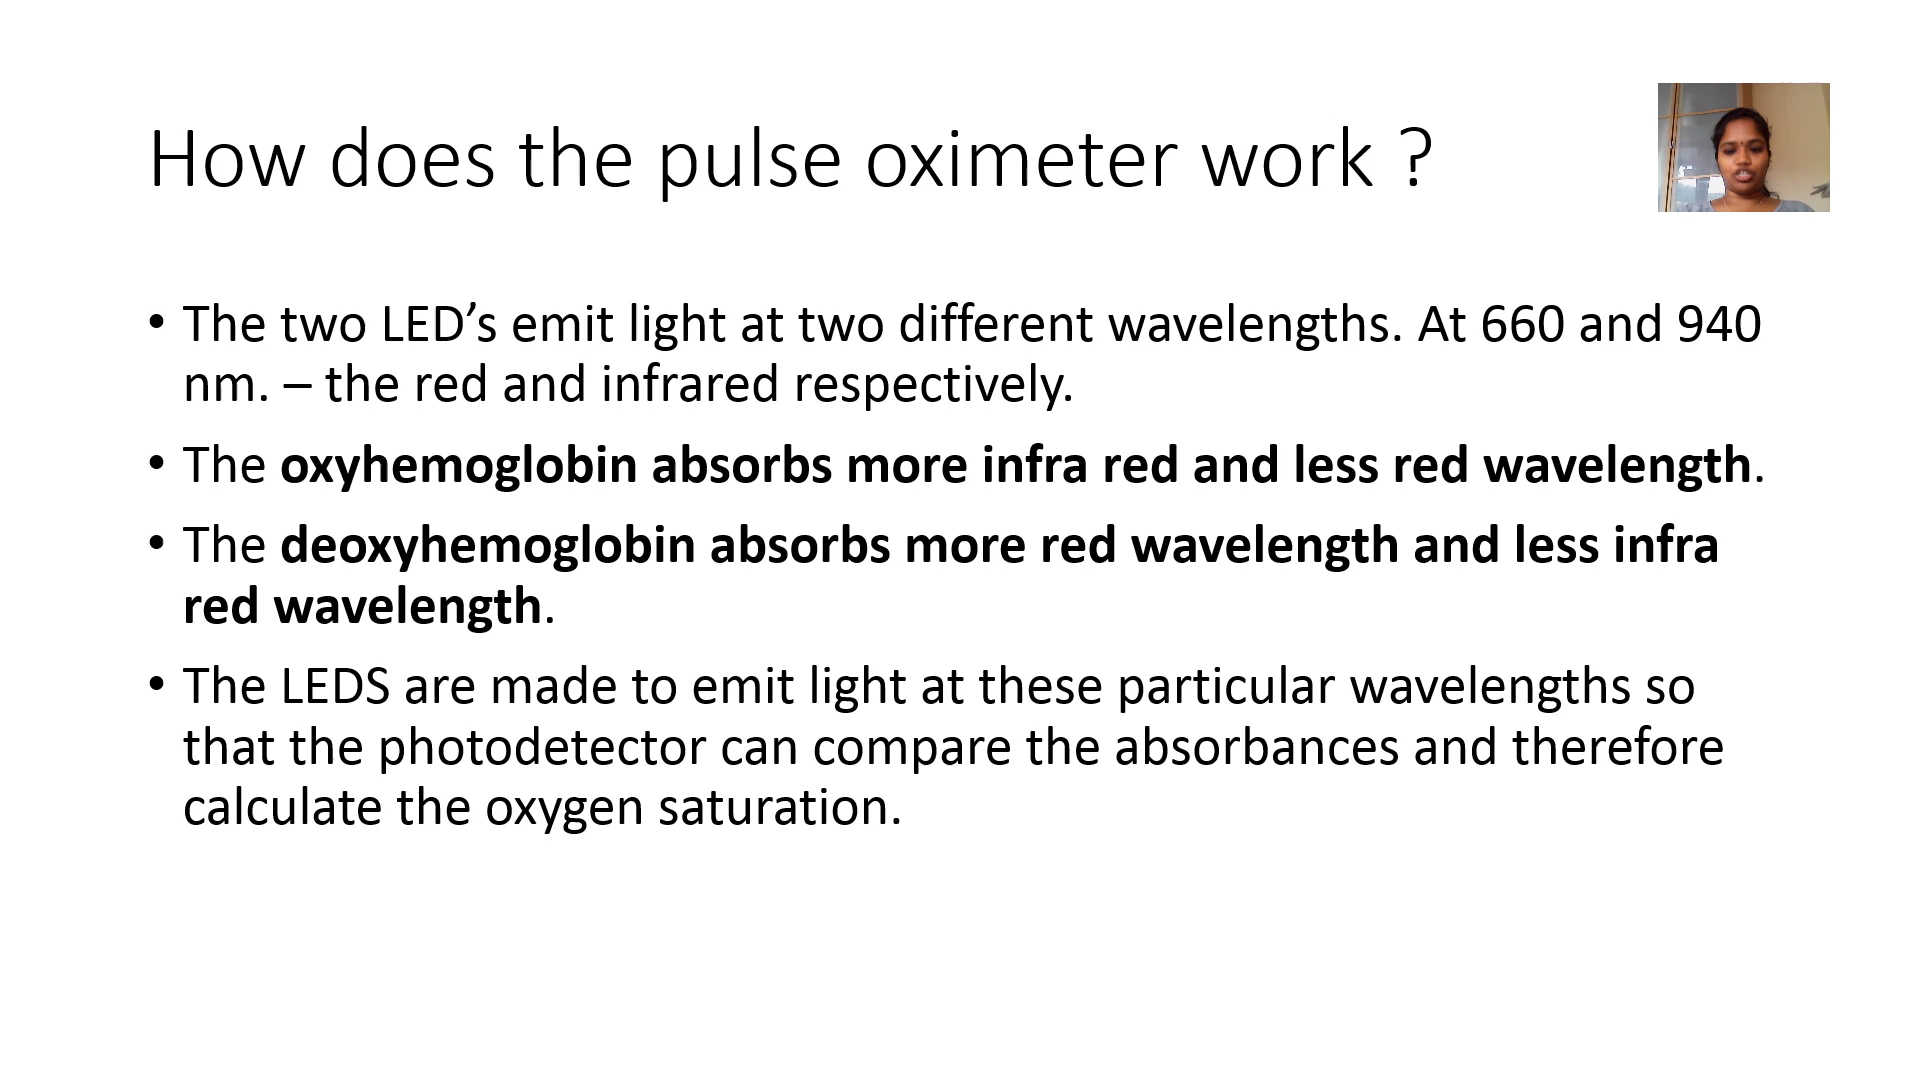 How does the pulse oximeter work ?
• The two LED’s emit light at two different wavelengths. At 660 and 940
nm. – the red and infrared respectively.
• The oxyhemoglobin absorbs more infra red and less red wavelength.
• The deoxyhemoglobin absorbs more red wavelength and less infra
red wavelength.
• The LEDS are made to emit light at these particular wavelengths so
that the photodetector can compare the absorbances and therefore
calculate the oxygen saturation.